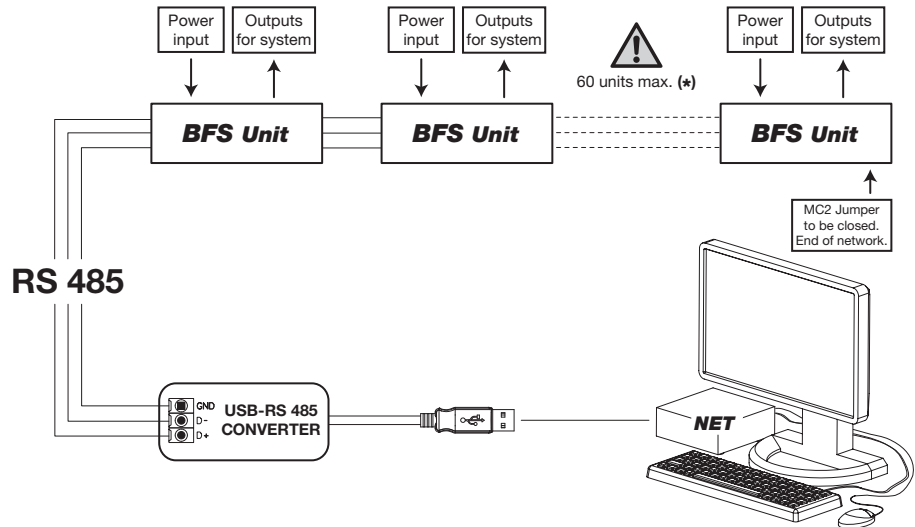 Power
input
Outputs
for system
Power
input
Outputs
for system
60 units max. (*)
Power
input
Outputs
for system
BFS Unit
BFS Unit
BFS Unit
MC2 Jumper
to be closed.
End of network.
RS 485
GND
D-
D+
USB-RS 485
CONVERTER
NET